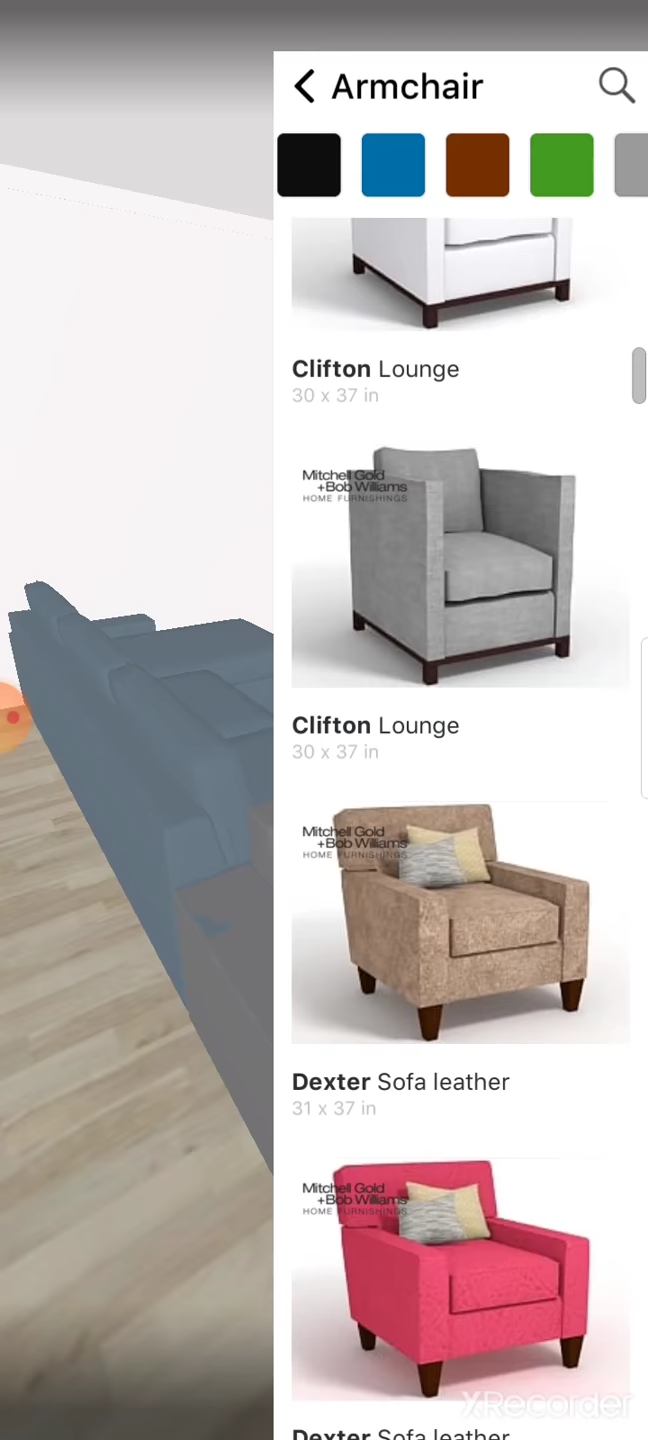 Armchair
Clifton Lounge
30 x 37 in
Mitchell Gold
+Bob Williams
HOME FURNISHINGS
Clifton Lounge
30 x 37 in
Mitchell Gold
+Bob Williams
HOME FURNISHINGS
Dexter Sofa leather
31 x 37 in
Mitchell Gold
+Bob Williams
HOME FURNISHINGS
XRecorder
Dexter Sofa leather